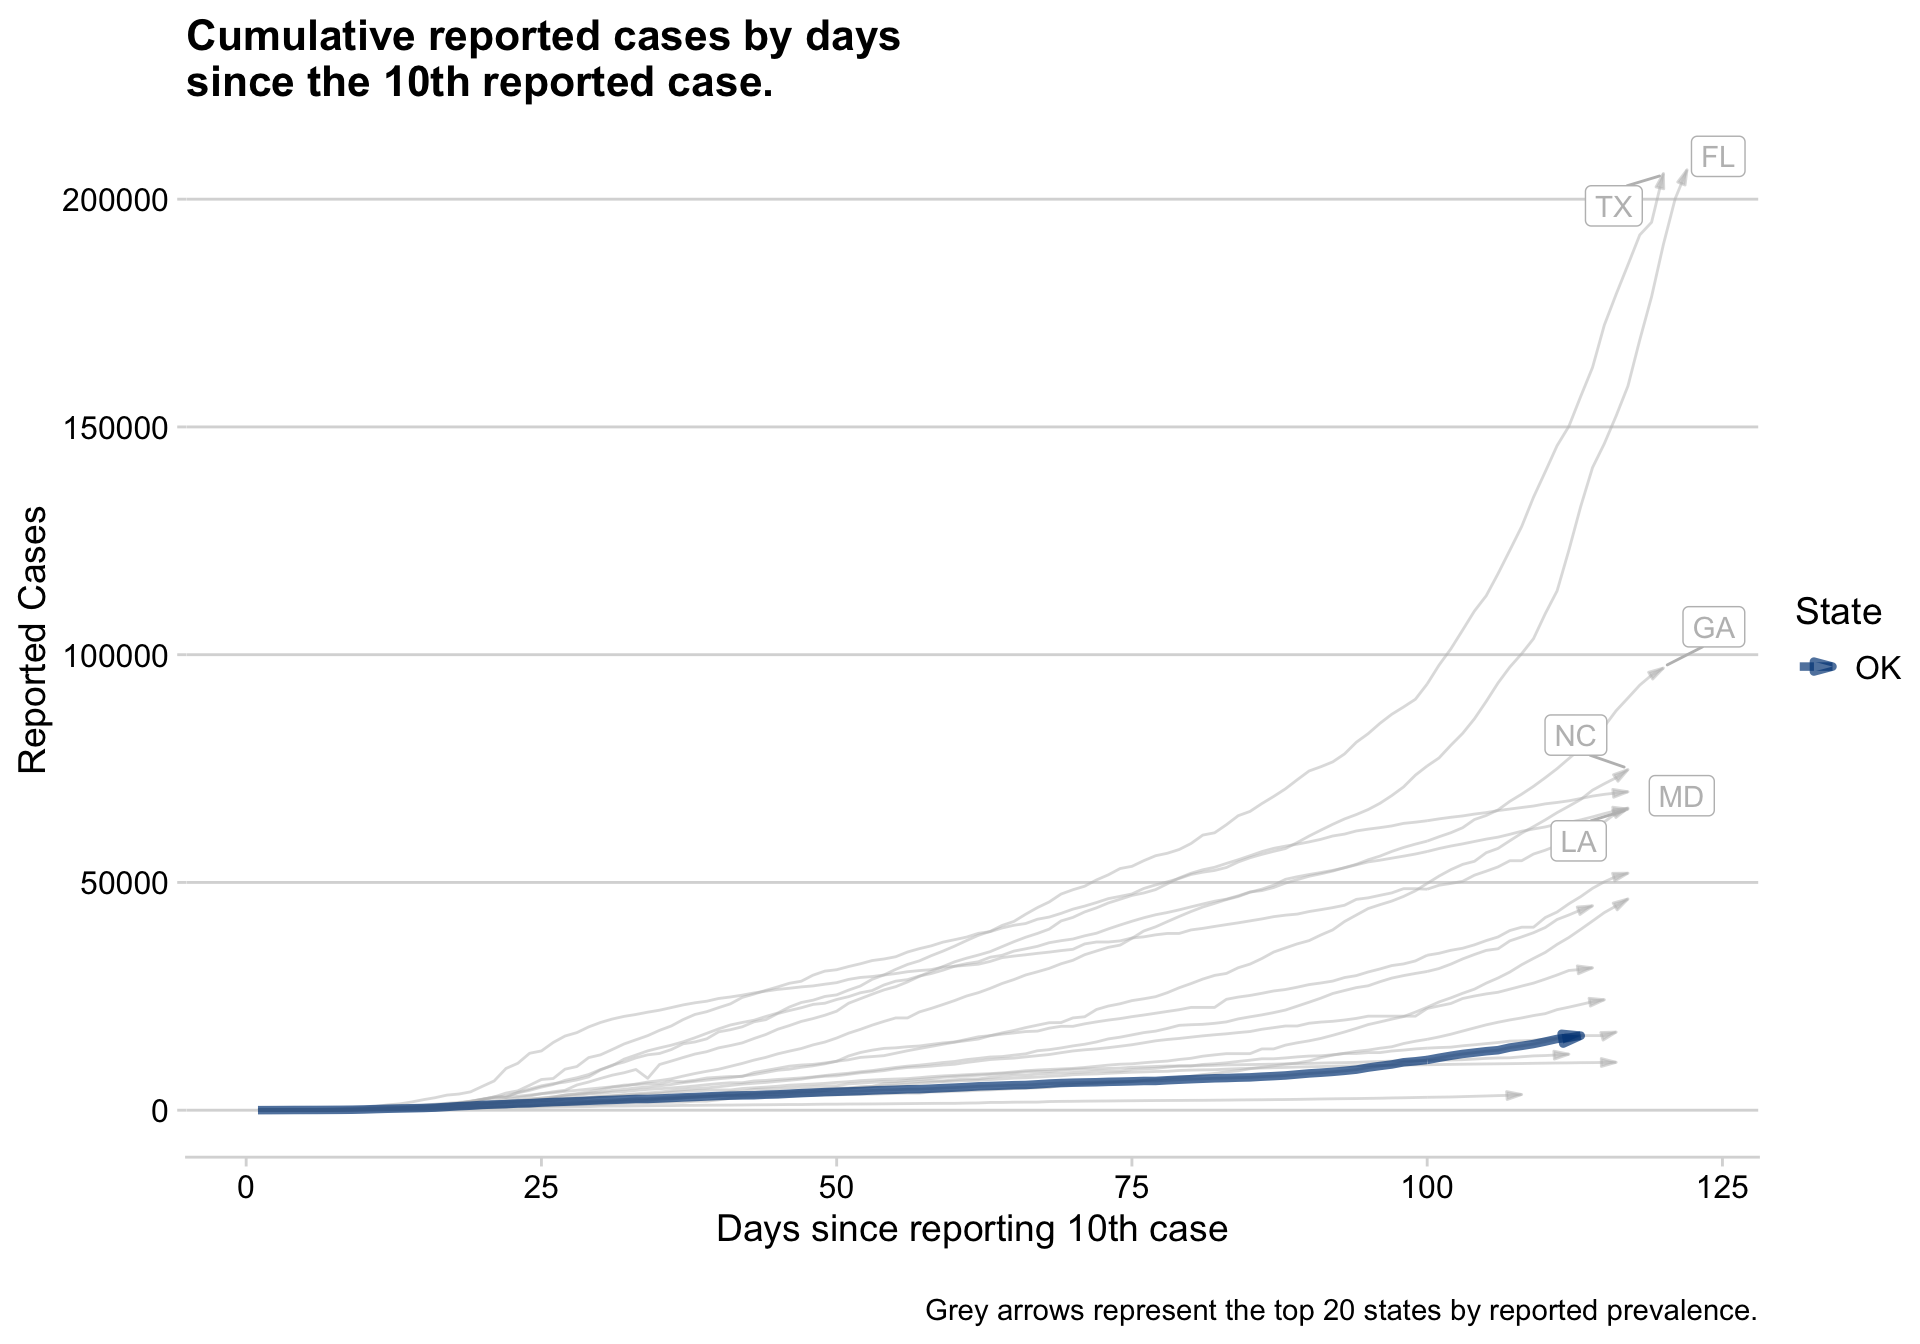 Cumulative reported cases by days
since the 10th reported case.
FL
TX
200000
150000
GA
100000
NC
MD
LA
50000
0
Reported Cases
State
OK
0 25 50 75 100 125
Days since reporting 10th case
Grey arrows represent the top 20 states by reported prevalence.